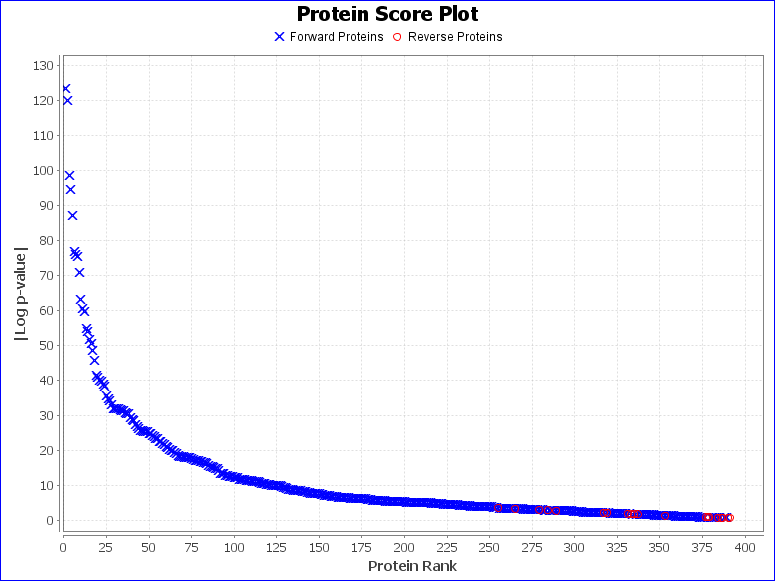 Protein Score Plot
Forward Proteins Reverse Proteins
130
120
110
100
90
80
70
60
50
40
30
20
10
0
|Log p-value|
0 25 50 75 100 125 150 175 200 225 250 275 300 325 350 375 400
Protein Rank